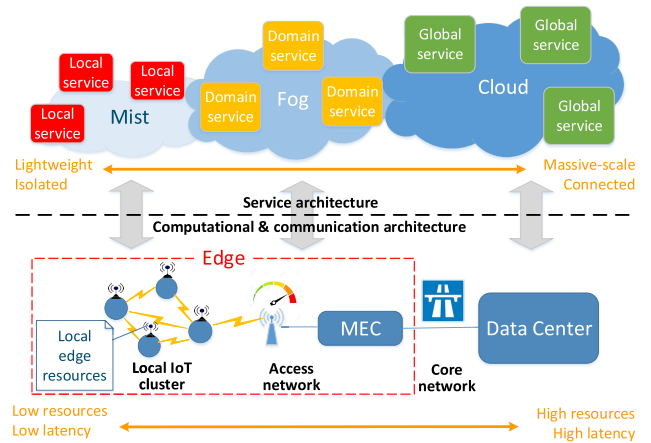 Global
service
Global
service
Domain
service
Local
service
Local
service
Cloud
Domain
service
Fog
Domain
service
Global
service
Local
service
Mist
Lightweight
Isolated
Massive-scale
Connected
Service architecture
Computational & communication architecture
Edge
MEC
Data Center
Local
edge
resources
Local IoT
cluster
Access
network
Core
network
Low resources
Low latency
High resources
High latency